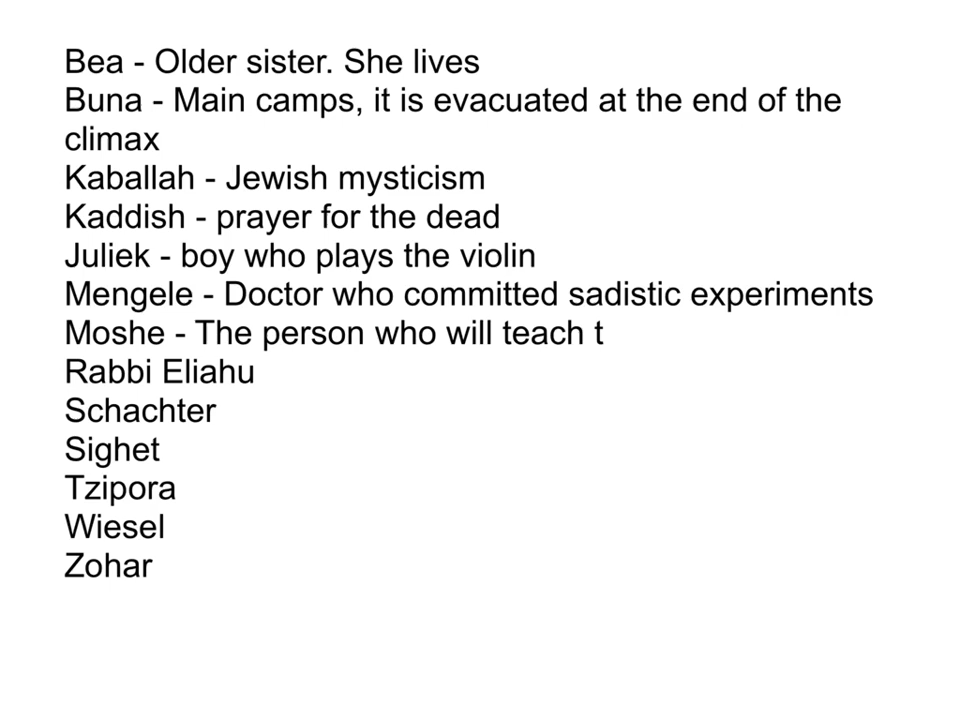 Bea - Older sister. She lives
Buna - Main camps, it is evacuated at the end of the
climax
Kaballah - Jewish mysticism
Kaddish - prayer for the dead
Juliek - boy who plays the violin
Mengele - Doctor who committed sadistic experiments
Moshe - The person who will teach t
Rabbi Eliahu
Schachter
Sighet
Tzipora
Wiesel
Zohar